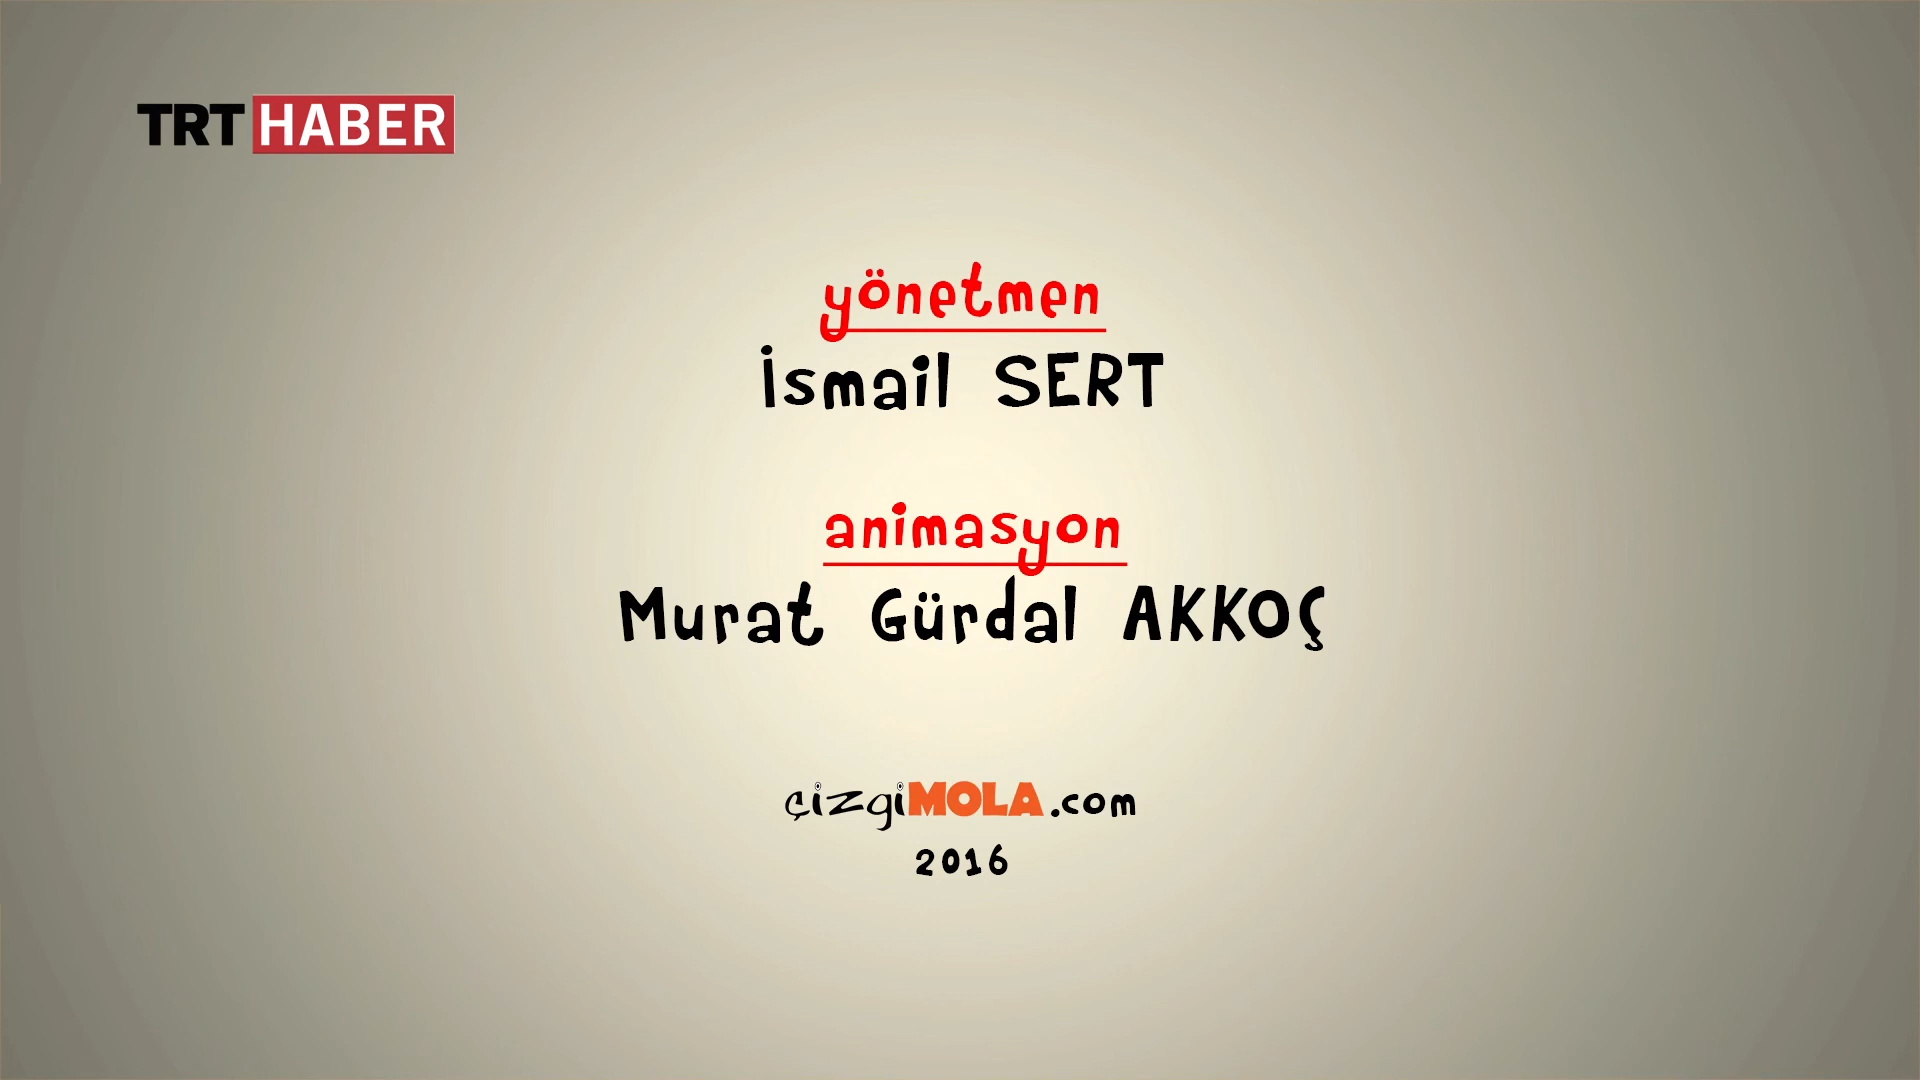 TRT HABER
yönetmen
İsmail SERT
animasyon
Murat Gürdal AKKOÇ
çizgiMOLA.com
2016